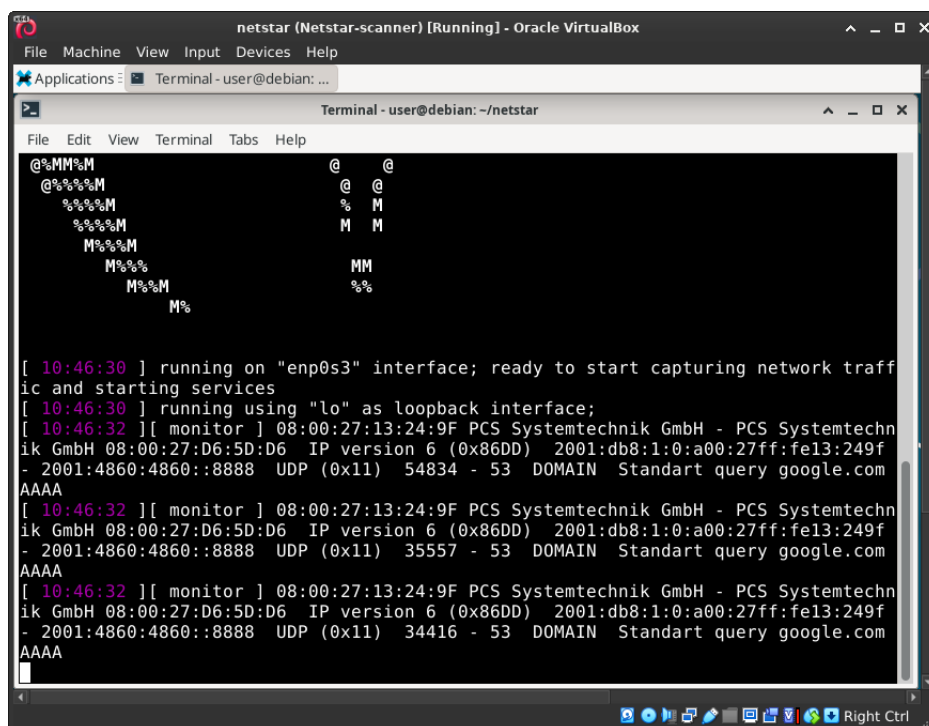 netstar (Netstar-scanner) [Running] - Oracle VirtualBox
File Machine View Input Devices Help
Applications Terminal - user@debian: ...
Terminal - user@debian: ~/netstar
File Edit View Terminal Tabs Help
@%MM%M @ @
@%%%%M @ @
%%%%M % M
%%%%M M M
M%%%M
M%%% MM
M%%M %%
M%
[ 10:46:30 ] running on "enp0s3" interface; ready to start capturing network traff
ic and starting services
[ 10:46:30 ] running using "lo" as loopback interface;
[ 10:46:32 ][ monitor ] 08:00:27:13:24:9F PCS Systemtechnik GmbH - PCS Systemtechn
ik GmbH 08:00:27:D6:5D:D6 IP version 6 (0x86DD) 2001:db8:1:0:a00:27ff:fe13:249f
- 2001:4860:4860::8888 UDP (0x11) 54834 - 53 DOMAIN Standart query google.com
AAAA
[ 10:46:32 ][ monitor ] 08:00:27:13:24:9F PCS Systemtechnik GmbH - PCS Systemtechn
ik GmbH 08:00:27:D6:5D:D6 IP version 6 (0x86DD) 2001:db8:1:0:a00:27ff:fe13:249f
- 2001:4860:4860::8888 UDP (0x11) 35557 - 53 DOMAIN Standart query google.com
AAAA
[ 10:46:32 ][ monitor ] 08:00:27:13:24:9F PCS Systemtechnik GmbH - PCS Systemtechn
ik GmbH 08:00:27:D6:5D:D6 IP version 6 (0x86DD) 2001:db8:1:0:a00:27ff:fe13:249f
- 2001:4860:4860::8888 UDP (0x11) 34416 - 53 DOMAIN Standart query google.com
AAAA
Right Ctrl